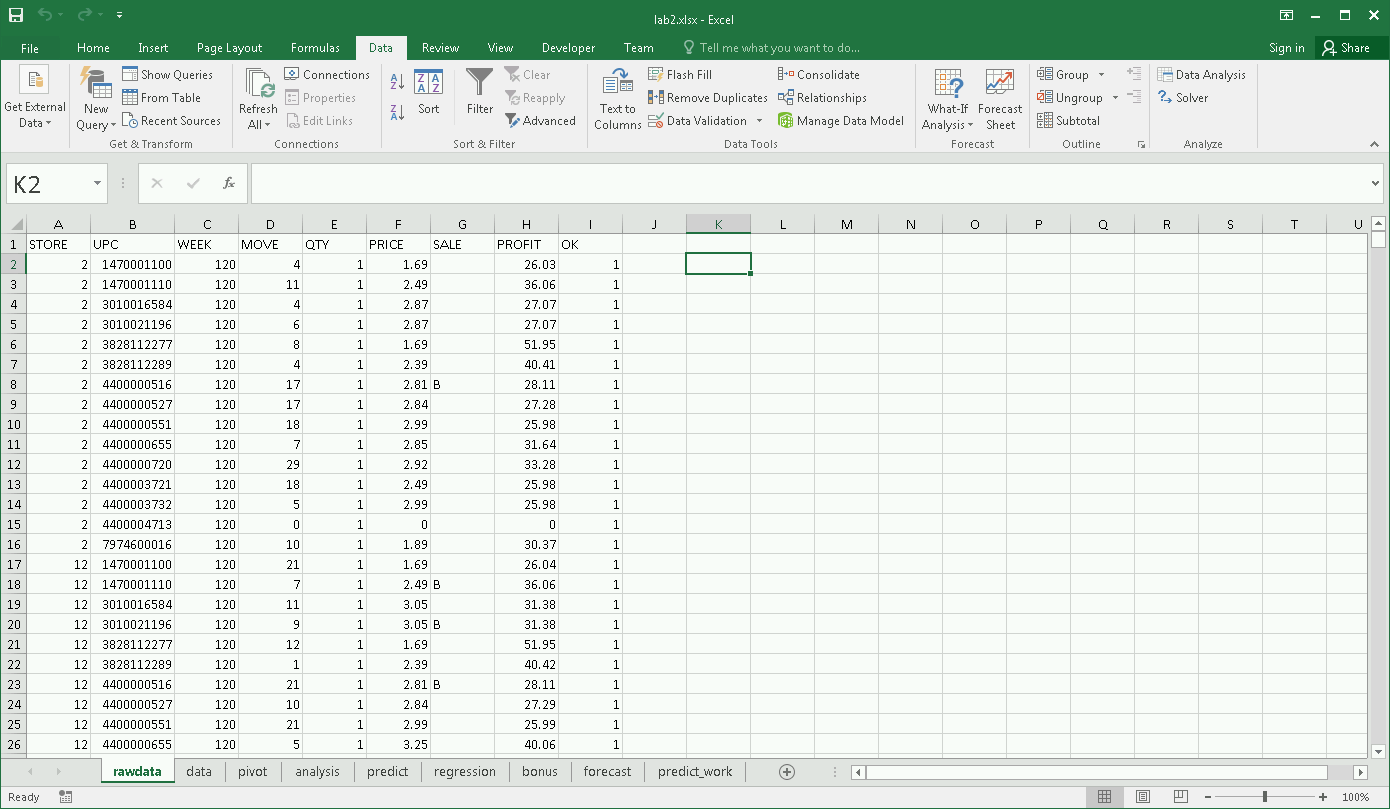 lab2.xlsx - Excel
File Home Insert Page Layout Formulas Data Review View Developer Team Tell me what you want to do... Sign in Share
Get External Data
New Query
Show Queries
From Table
Recent Sources
Get & Transform
Refresh All
Connections
Properties
Edit Links
Connections
Sort
Filter
Clear
Reapply
Advanced
Sort & Filter
Text to Columns
Flash Fill
Remove Duplicates
Data Validation
Consolidate
Relationships
Manage Data Model
Data Tools
What-If Analysis
Forecast Sheet
Forecast
Group
Ungroup
Subtotal
Outline
Data Analysis
Solver
Analyze
K2 fx
A B C D E F G H I J K L M N O P Q R S T U
1 STORE UPC WEEK MOVE QTY PRICE SALE PROFIT OK
2 2 1470001100 120 4 1 1.69 26.03 1
3 2 1470001110 120 11 1 2.49 36.06 1
4 2 3010016584 120 4 1 2.87 27.07 1
5 2 3010021196 120 6 1 2.87 27.07 1
6 2 3828112277 120 8 1 1.69 51.95 1
7 2 3828112289 120 4 1 2.39 40.41 1
8 2 4400000516 120 17 1 2.81 B 28.11 1
9 2 4400000527 120 17 1 2.84 27.28 1
10 2 4400000551 120 18 1 2.99 25.98 1
11 2 4400000655 120 7 1 2.85 31.64 1
12 2 4400000720 120 29 1 2.92 33.28 1
13 2 4400003721 120 18 1 2.49 25.98 1
14 2 4400003732 120 5 1 2.99 25.98 1
15 2 4400004713 120 0 1 0 0 1
16 2 7974600016 120 10 1 1.89 30.37 1
17 12 1470001100 120 21 1 1.69 26.04 1
18 12 1470001110 120 7 1 2.49 B 36.06 1
19 12 3010016584 120 11 1 3.05 31.38 1
20 12 3010021196 120 9 1 3.05 B 31.38 1
21 12 3828112277 120 12 1 1.69 51.95 1
22 12 3828112289 120 1 1 2.39 40.42 1
23 12 4400000516 120 21 1 2.81 B 28.11 1
24 12 4400000527 120 10 1 2.84 27.29 1
25 12 4400000551 120 21 1 2.99 25.99 1
26 12 4400000655 120 5 1 3.25 40.06 1
rawdata data pivot analysis predict regression bonus forecast predict_work
Ready 100%